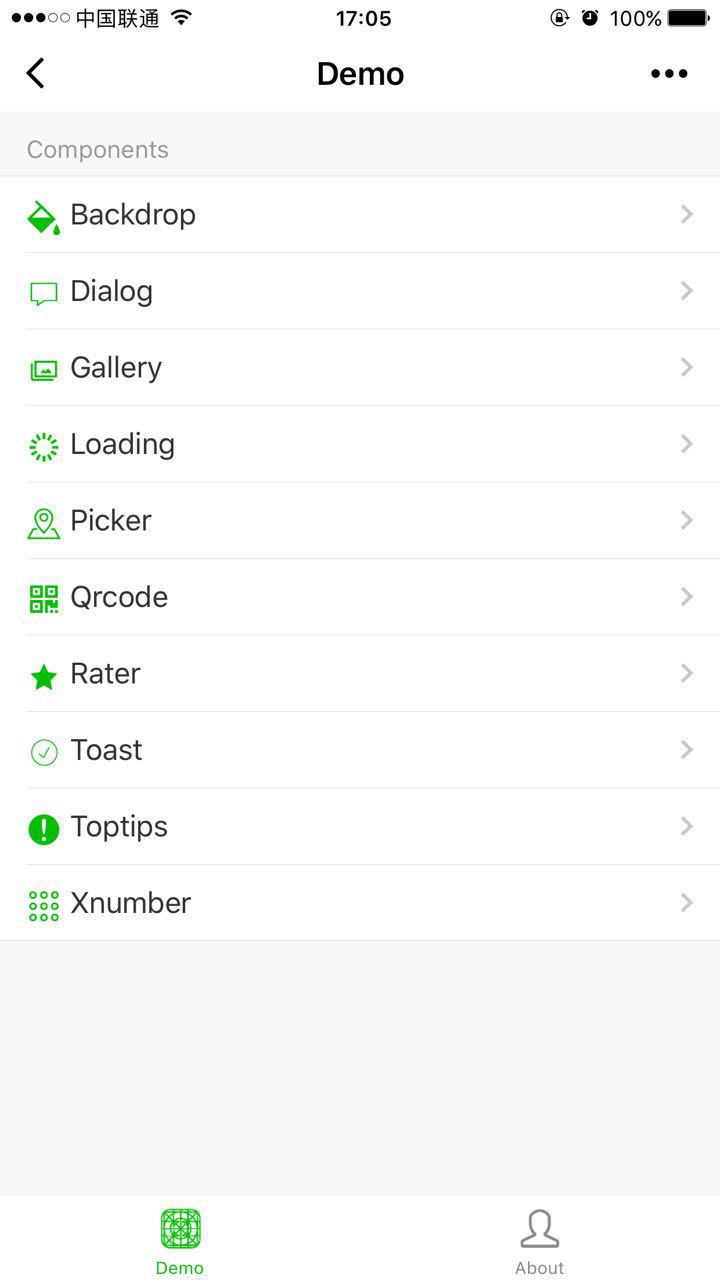 中国联通 17:05 100%
Demo
Components
Backdrop
Dialog
Gallery
Loading
Picker
Qrcode
Rater
Toast
Toptips
Xnumber
Demo About